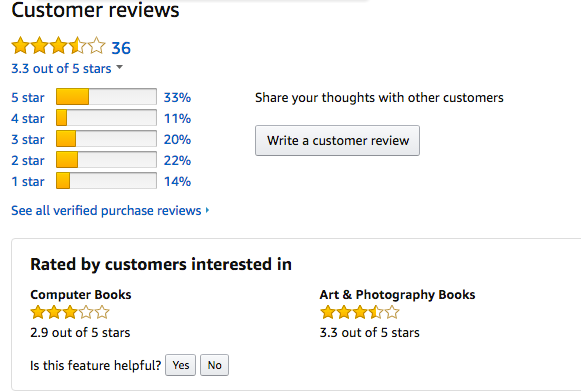 Customer reviews
36
3.3 out of 5 stars
5 star 33%
4 star 11%
3 star 20%
2 star 22%
1 star 14%
See all verified purchase reviews
Share your thoughts with other customers
Write a customer review
Rated by customers interested in
Computer Books
2.9 out of 5 stars
Art & Photography Books
3.3 out of 5 stars
Is this feature helpful? Yes No